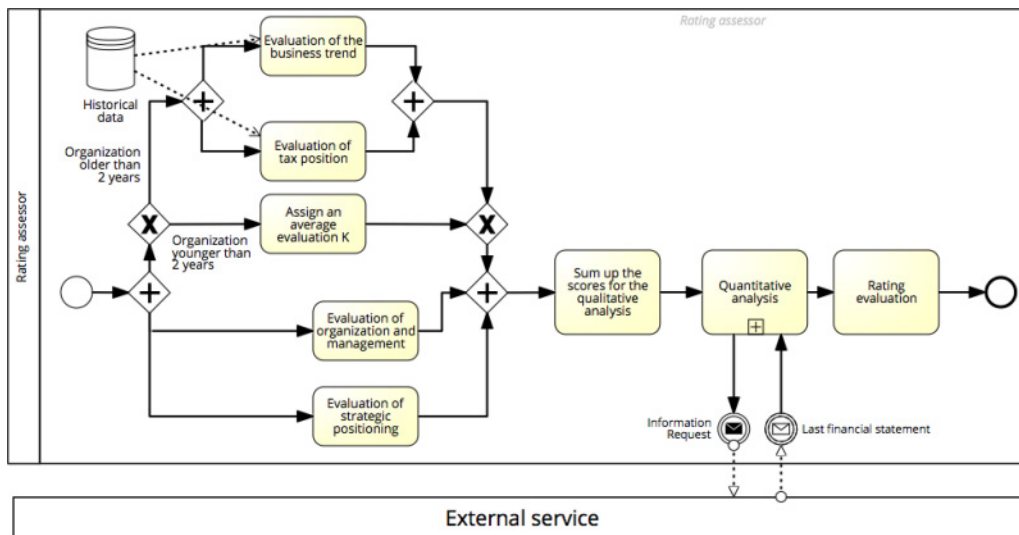 Rating assessor
Rating assessor
Evaluation of the
business trend
Historical
data
Evaluation of
tax position
Organization
older than
2 years
Assign an
average
evaluation K
Organization
younger than
2 years
Sum up the
scores for the
qualitative
analysis
Quantitative
analysis
Rating
evaluation
Evaluation of
organization and
management
Evaluation of
strategic
positioning
Information
Request
Last financial statement
External service